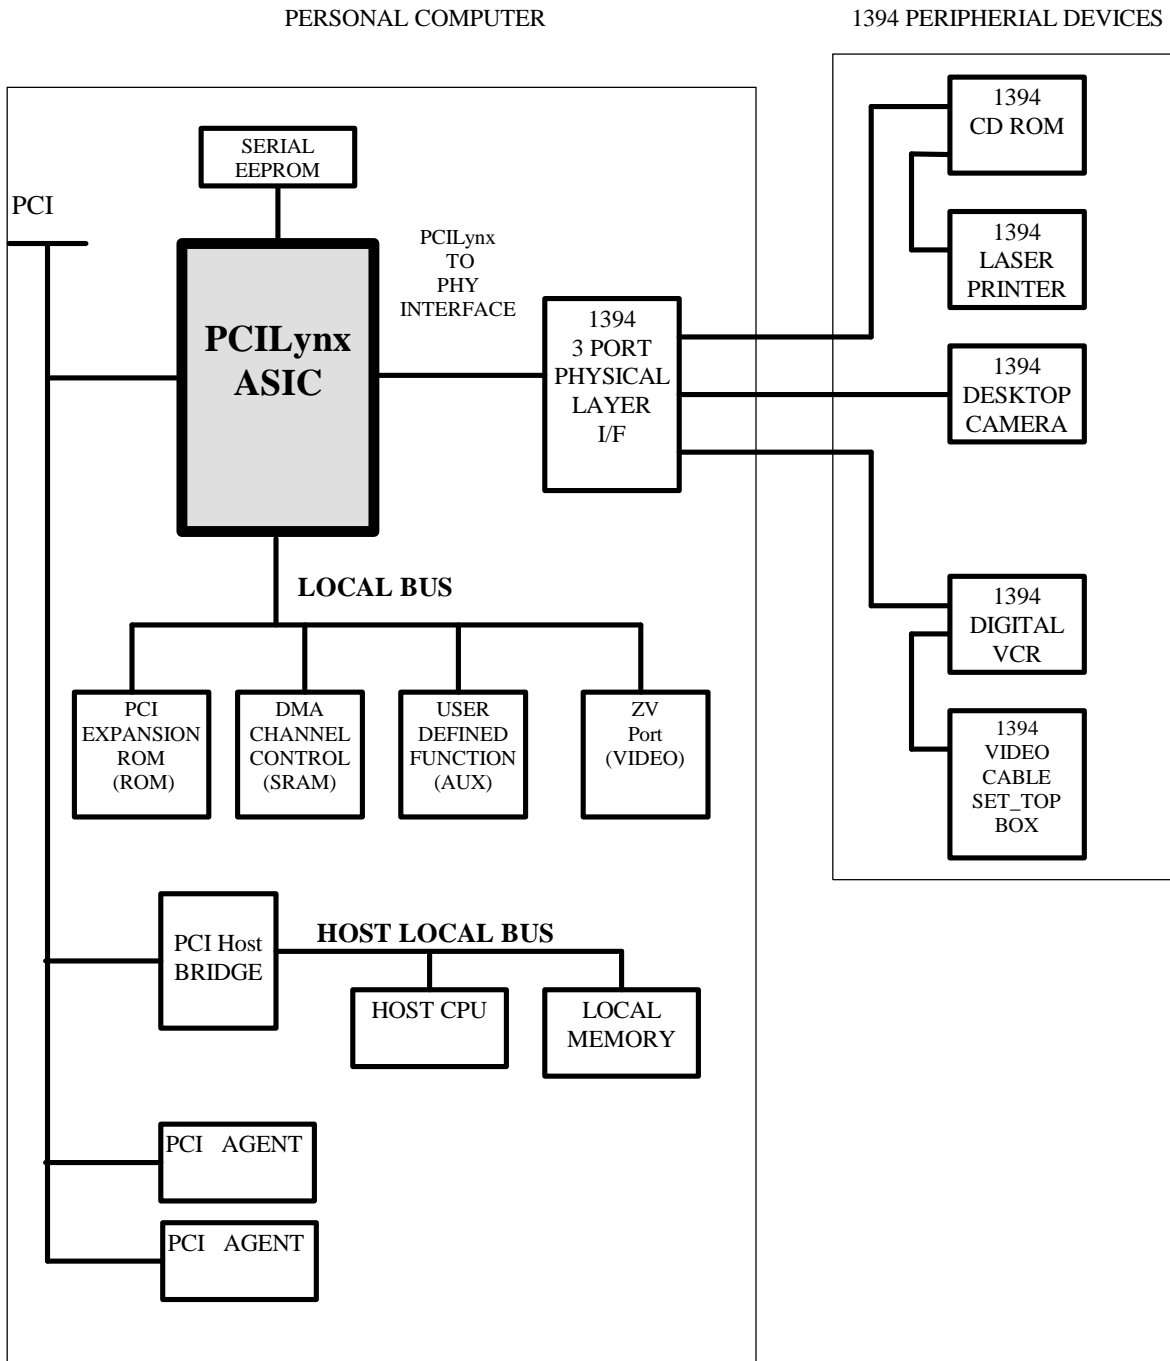 PERSONAL COMPUTER
1394 PERIPHERIAL DEVICES
SERIAL
EEPROM
PCI
PCILynx
ASIC
PCILynx
TO
PHY
INTERFACE
1394
3 PORT
PHYSICAL
LAYER
I/F
1394
CD ROM
1394
LASER
PRINTER
1394
DESKTOP
CAMERA
1394
DIGITAL
VCR
1394
VIDEO
CABLE
SET_TOP
BOX
LOCAL BUS
PCI
EXPANSION
ROM
(ROM)
DMA
CHANNEL
CONTROL
(SRAM)
USER
DEFINED
FUNCTION
(AUX)
ZV
Port
(VIDEO)
PCI Host
BRIDGE
HOST LOCAL BUS
HOST CPU
LOCAL
MEMORY
PCI AGENT
PCI AGENT